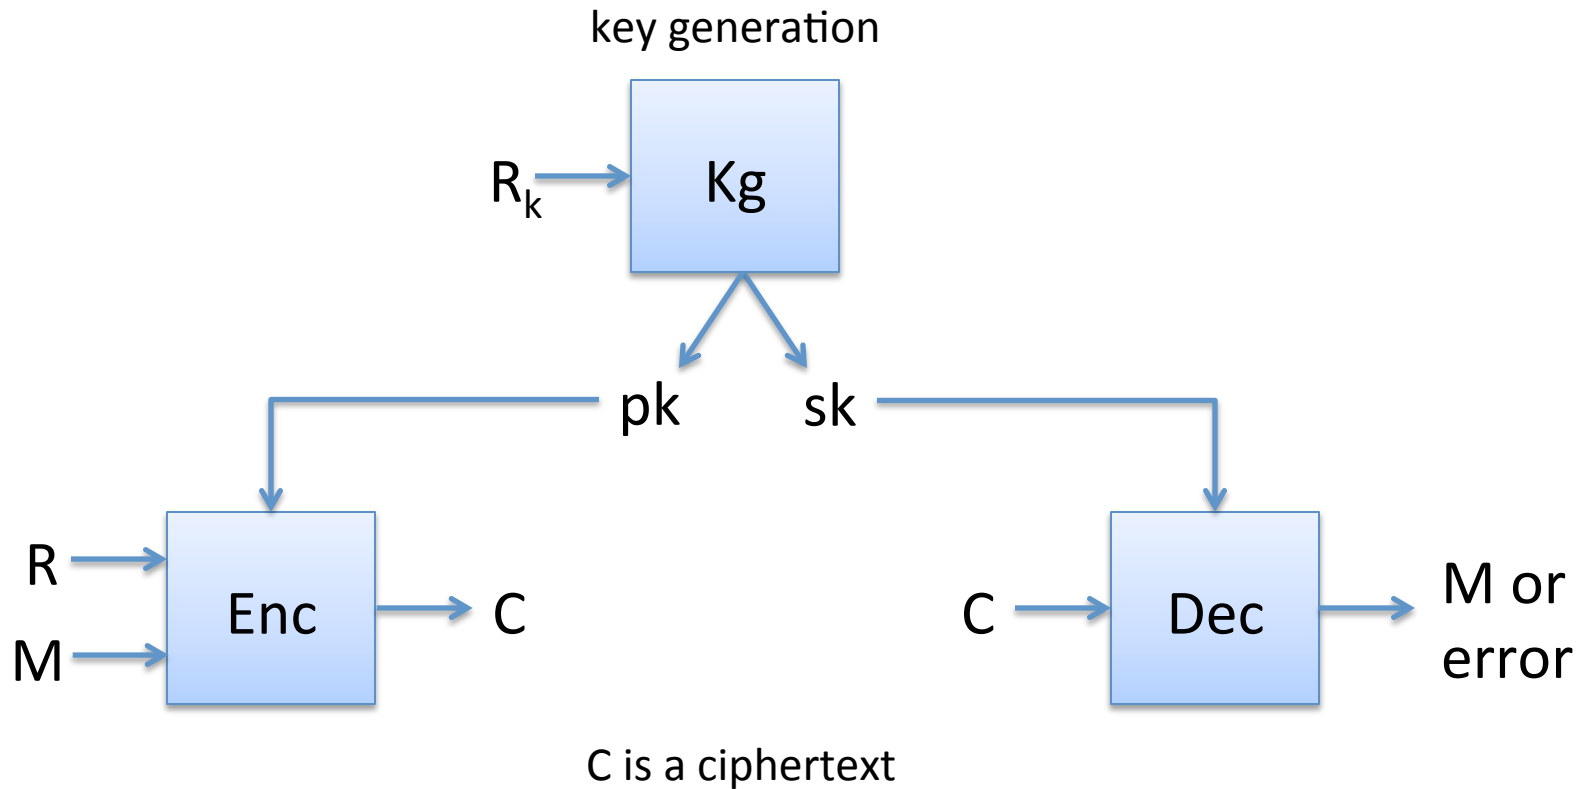 key generation
Rk
Kg
pk
sk
R
M
Enc
C
C
Dec
M or
error
C is a ciphertext